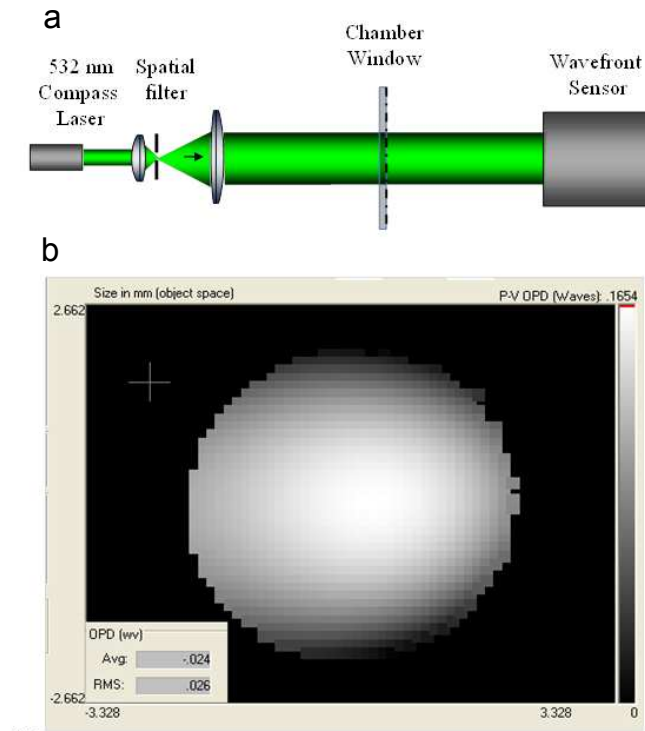 a
Chamber
Window
532 nm
Compass
Laser
Spatial
filter
Wavefront
Sensor
b
Size in mm (object space)
P-V OPD (Waves): .1654
2.662
OPD (wv)
Avg: -.024
RMS: .026
-2.662
-3.328
3.328
0